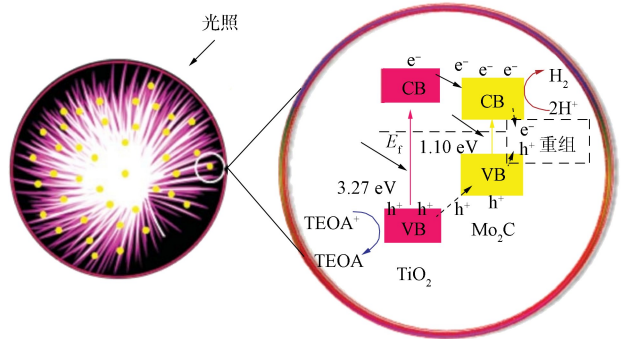 光照
e⁻
e⁻ e⁻ e⁻
H₂
CB
CB
2H⁺
e⁻
E_f
1.10 eV
h⁺ 重组
VB
3.27 eV
h⁺ h⁺
h⁺
h⁺
TEOA⁺
VB
Mo₂C
TEOA
TiO₂